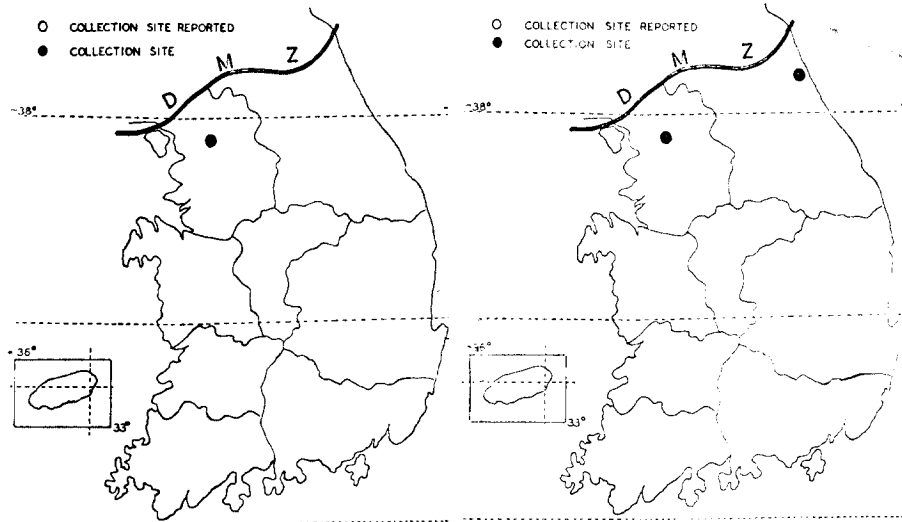 COLLECTION SITE REPORTED
COLLECTION SITE
D M Z
38°
36°
33°
COLLECTION SITE REPORTED
COLLECTION SITE
D M Z
38°
36°
33°